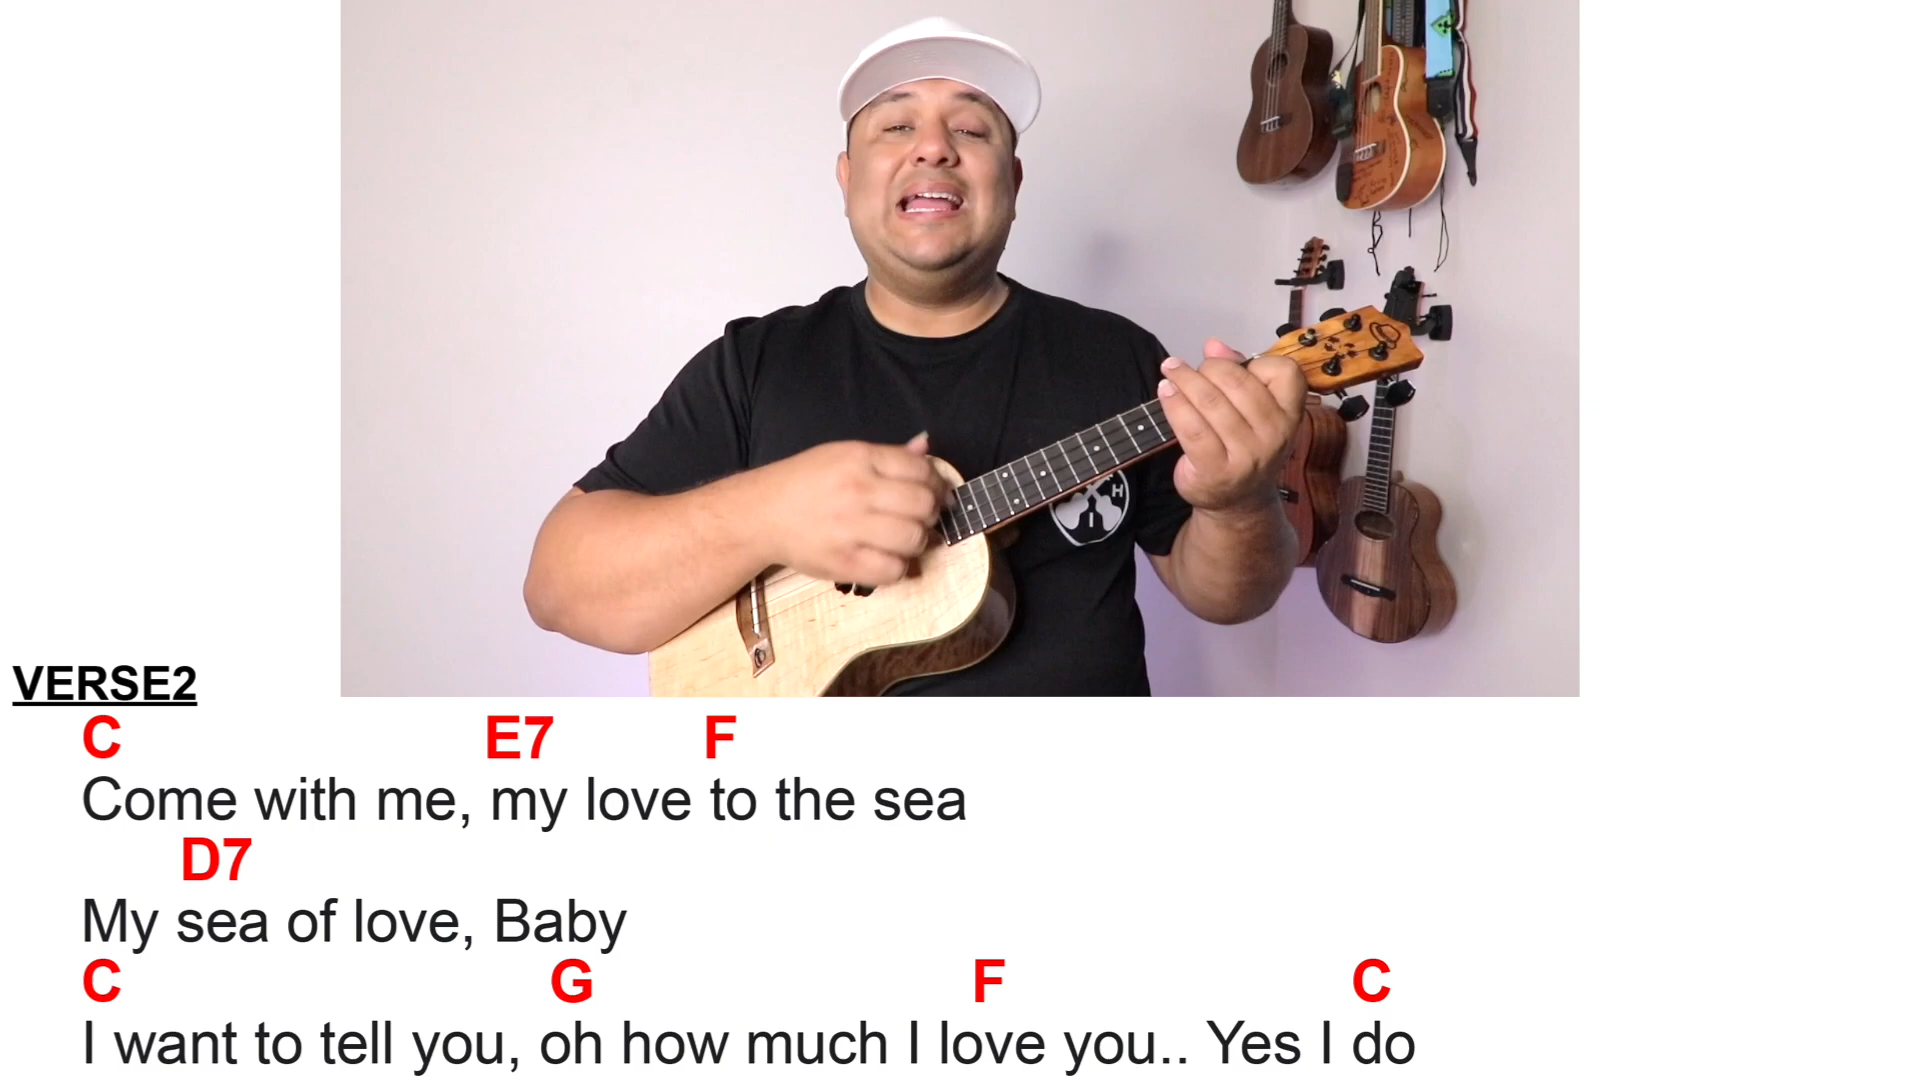 VERSE2
C E7 F
Come with me, my love to the sea
D7
My sea of love, Baby
C G F C
I want to tell you, oh how much I love you.. Yes I do